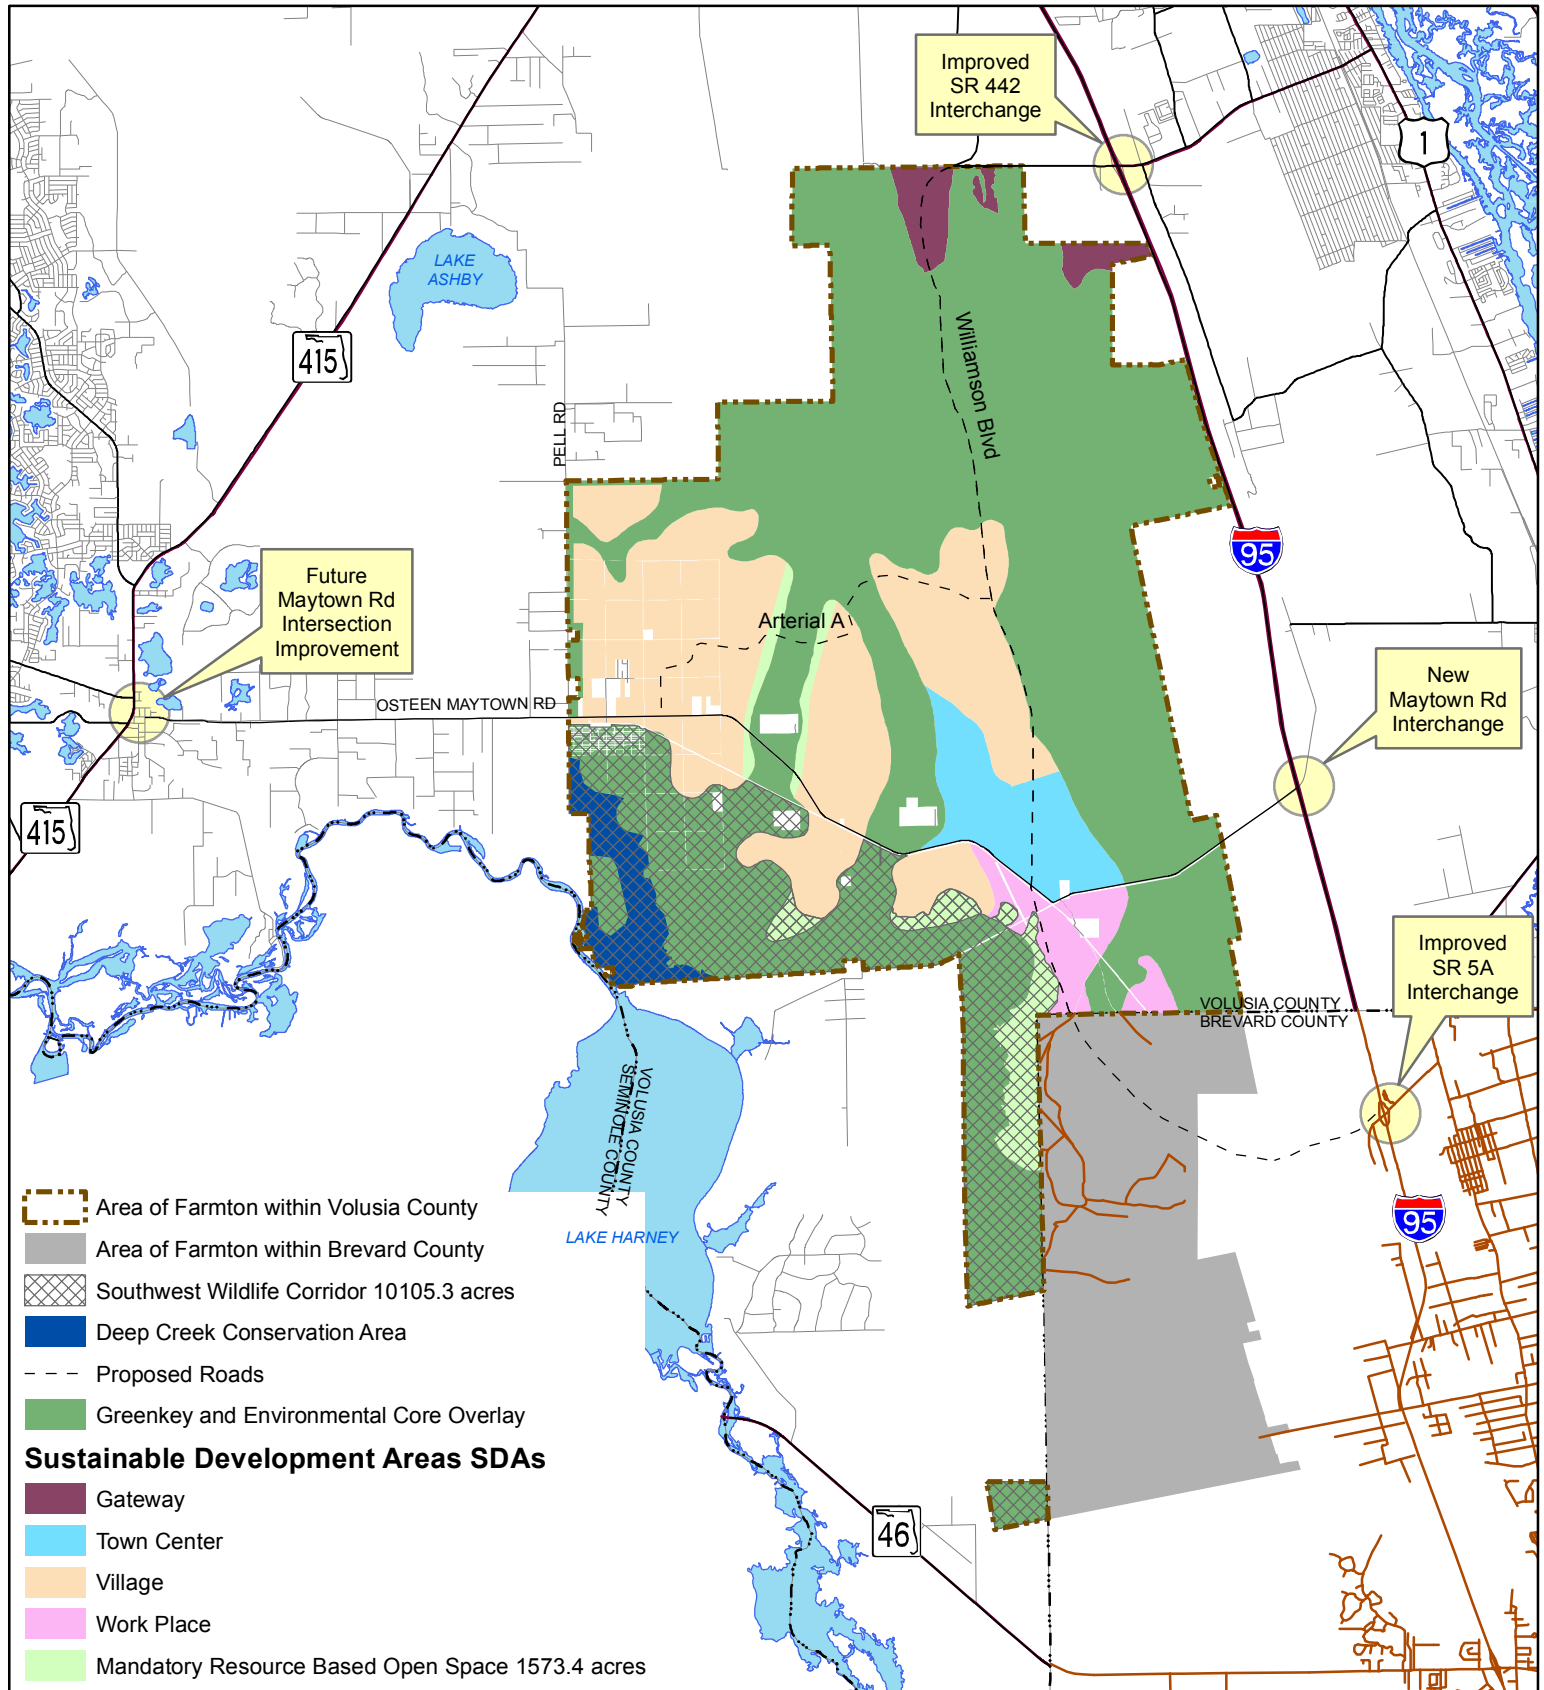 Improved
SR 442
Interchange
1
LAKE
ASHBY
415
Williamson Blvd
PELL RD
95
Future
Maytown Rd
Intersection
Improvement
Arterial A
New
Maytown Rd
Interchange
OSTEEN MAYTOWN RD
415
Improved
SR 5A
Interchange
VOLUSIA COUNTY
BREVARD COUNTY
VOLUSIA COUNTY
SEMINOLE COUNTY
LAKE HARNEY
95
46
Area of Farmton within Volusia County
Area of Farmton within Brevard County
Southwest Wildlife Corridor 10105.3 acres
Deep Creek Conservation Area
Proposed Roads
Greenkey and Environmental Core Overlay
Sustainable Development Areas SDAs
Gateway
Town Center
Village
Work Place
Mandatory Resource Based Open Space 1573.4 acres